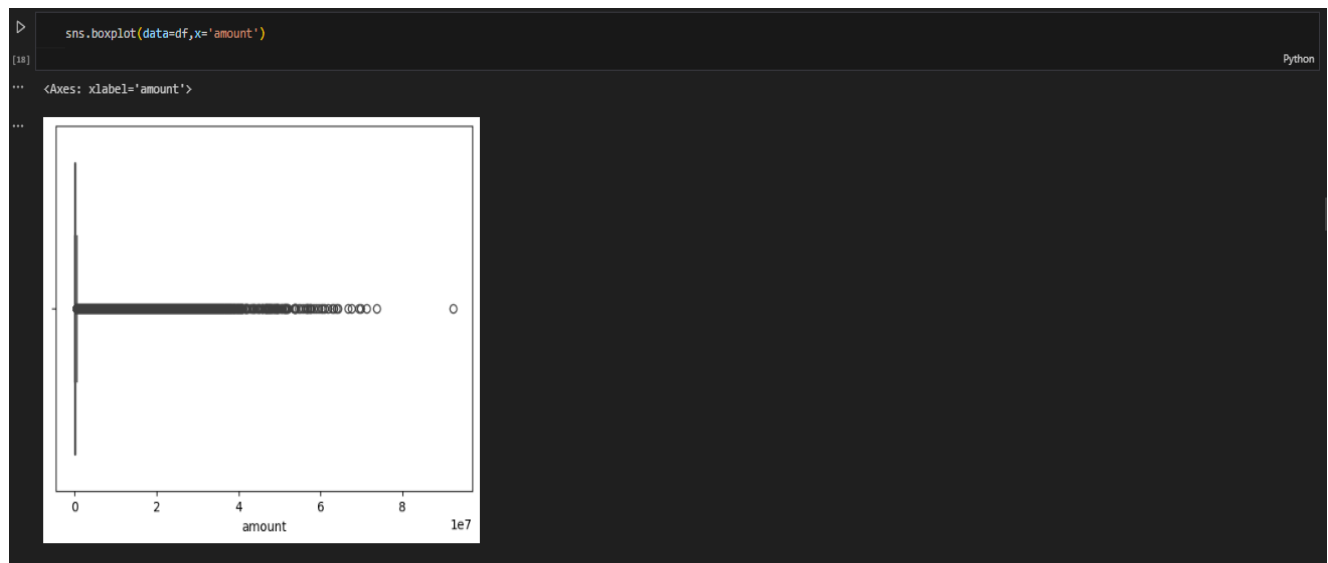 sns.boxplot(data=df,x='amount')
[18]
Python
<Axes: xlabel='amount'>
0 2 4 6 8
amount 1e7